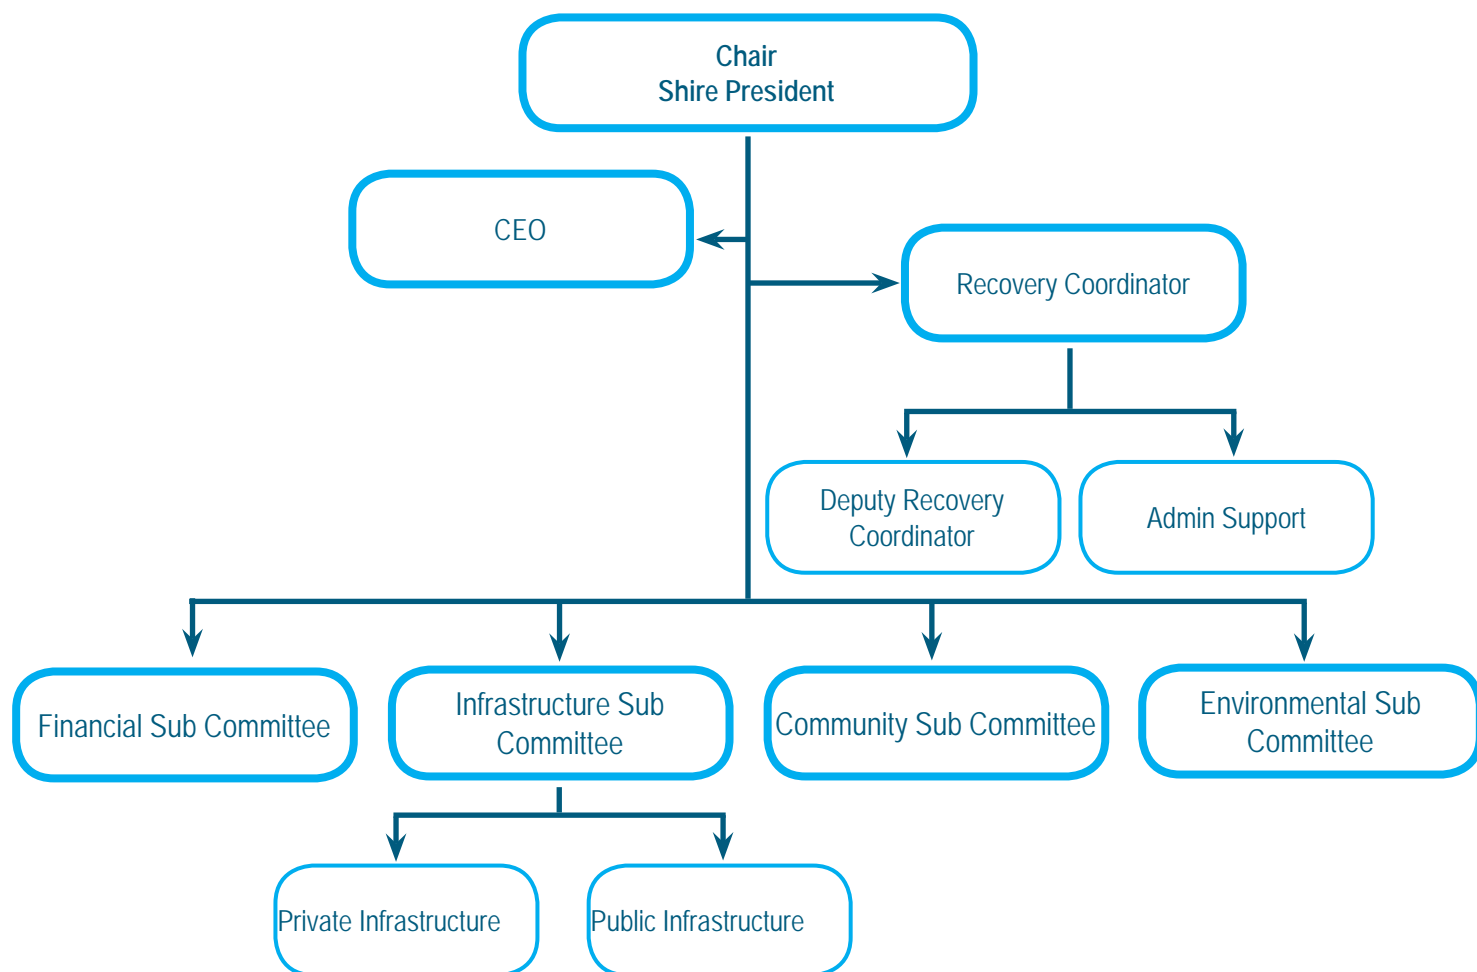 Chair
Shire President
CEO
Recovery Coordinator
Deputy Recovery
Coordinator
Admin Support
Financial Sub Committee
Infrastructure Sub
Committee
Community Sub Committee
Environmental Sub
Committee
Private Infrastructure
Public Infrastructure